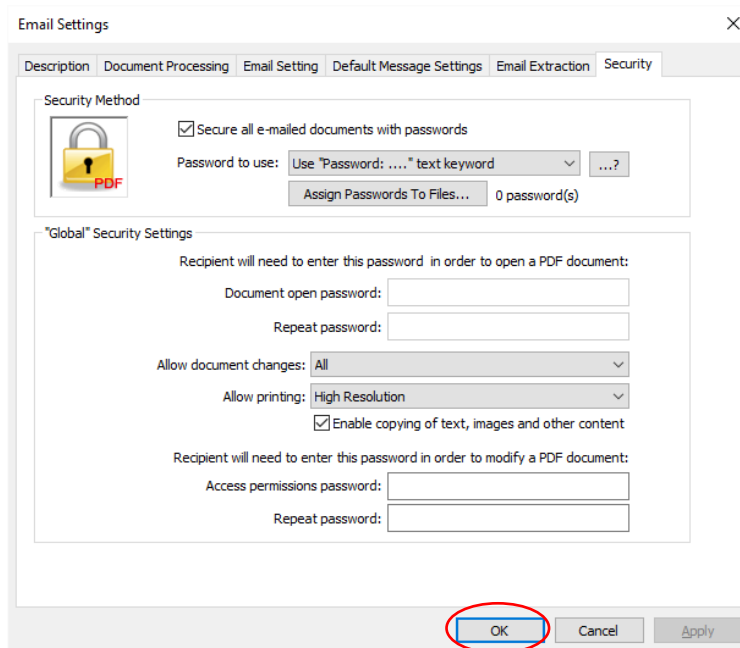 Email Settings
Description Document Processing Email Setting Default Message Settings Email Extraction Security
Security Method
PDF
Secure all e-mailed documents with passwords
Password to use: Use "Password: ...." text keyword ...?
Assign Passwords To Files... 0 password(s)
"Global" Security Settings
Recipient will need to enter this password in order to open a PDF document:
Document open password:
Repeat password:
Allow document changes: All
Allow printing: High Resolution
Enable copying of text, images and other content
Recipient will need to enter this password in order to modify a PDF document:
Access permissions password:
Repeat password:
OK Cancel Apply